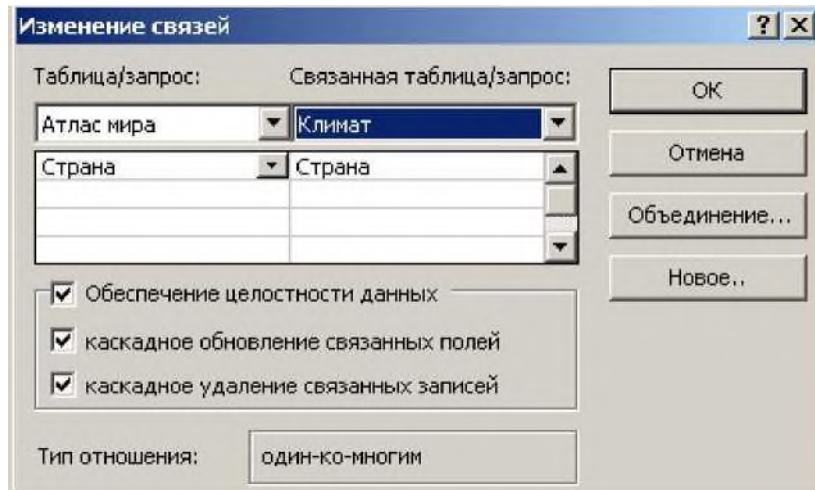 Изменение связей
Таблица/запрос: Связанная таблица/запрос:
Атлас мира Климат
Страна Страна
ОК
Отмена
Объединение...
Новое..
Обеспечение целостности данных
каскадное обновление связанных полей
каскадное удаление связанных записей
Тип отношения: один-ко-многим